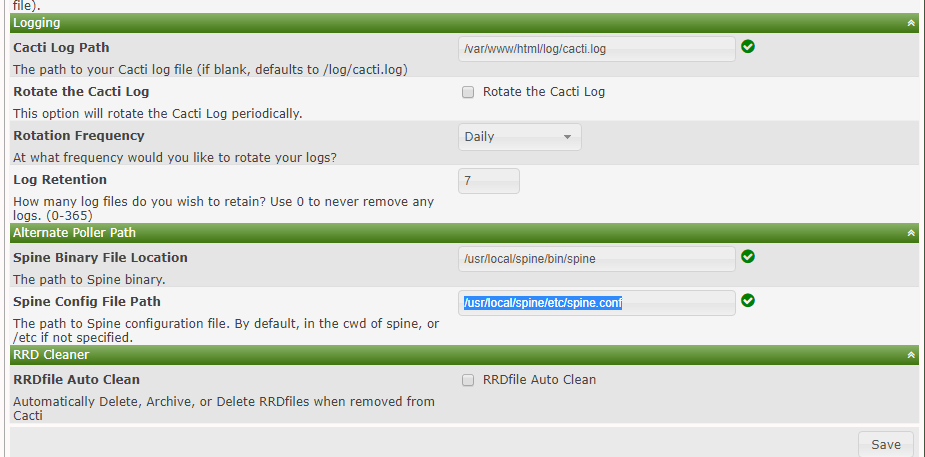 file).
Logging
Cacti Log Path
/var/www/html/log/cacti.log
The path to your Cacti log file (if blank, defaults to /log/cacti.log)
Rotate the Cacti Log
Rotate the Cacti Log
This option will rotate the Cacti Log periodically.
Rotation Frequency
Daily
At what frequency would you like to rotate your logs?
Log Retention
7
How many log files do you wish to retain? Use 0 to never remove any
logs. (0-365)
Alternate Poller Path
Spine Binary File Location
/usr/local/spine/bin/spine
The path to Spine binary.
Spine Config File Path
/usr/local/spine/etc/spine.conf
The path to Spine configuration file. By default, in the cwd of spine, or
/etc if not specified.
RRD Cleaner
RRDfile Auto Clean
RRDfile Auto Clean
Automatically Delete, Archive, or Delete RRDfiles when removed from
Cacti
Save